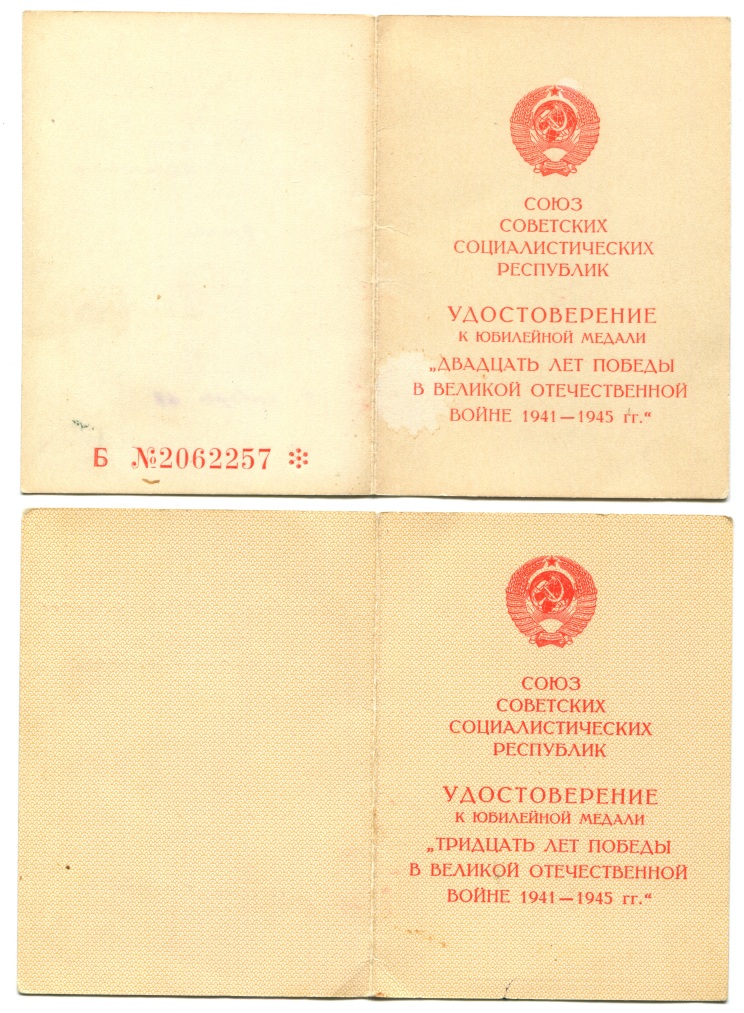 СОЮЗ
СОВЕТСКИХ
СОЦИАЛИСТИЧЕСКИХ
РЕСПУБЛИК
УДОСТОВЕРЕНИЕ
К ЮБИЛЕЙНОЙ МЕДАЛИ
„ДВАДЦАТЬ ЛЕТ ПОБЕДЫ
В ВЕЛИКОЙ ОТЕЧЕСТВЕННОЙ
ВОЙНЕ 1941—1945 гг.“
Б №2062257
СОЮЗ
СОВЕТСКИХ
СОЦИАЛИСТИЧЕСКИХ
РЕСПУБЛИК
УДОСТОВЕРЕНИЕ
К ЮБИЛЕЙНОЙ МЕДАЛИ
„ТРИДЦАТЬ ЛЕТ ПОБЕДЫ
В ВЕЛИКОЙ ОТЕЧЕСТВЕННОЙ
ВОЙНЕ 1941—1945 гг.“